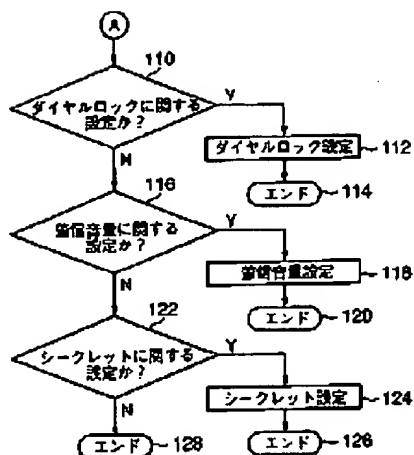 A
110
ダイヤルロックに関する
設定か？
Y
N
ダイヤルロック設定
112
エンド
114
116
着信音量に関する
設定か？
Y
N
着信音量設定
118
エンド
120
122
シークレットに関する
設定か？
Y
N
シークレット設定
124
エンド
128
エンド
126